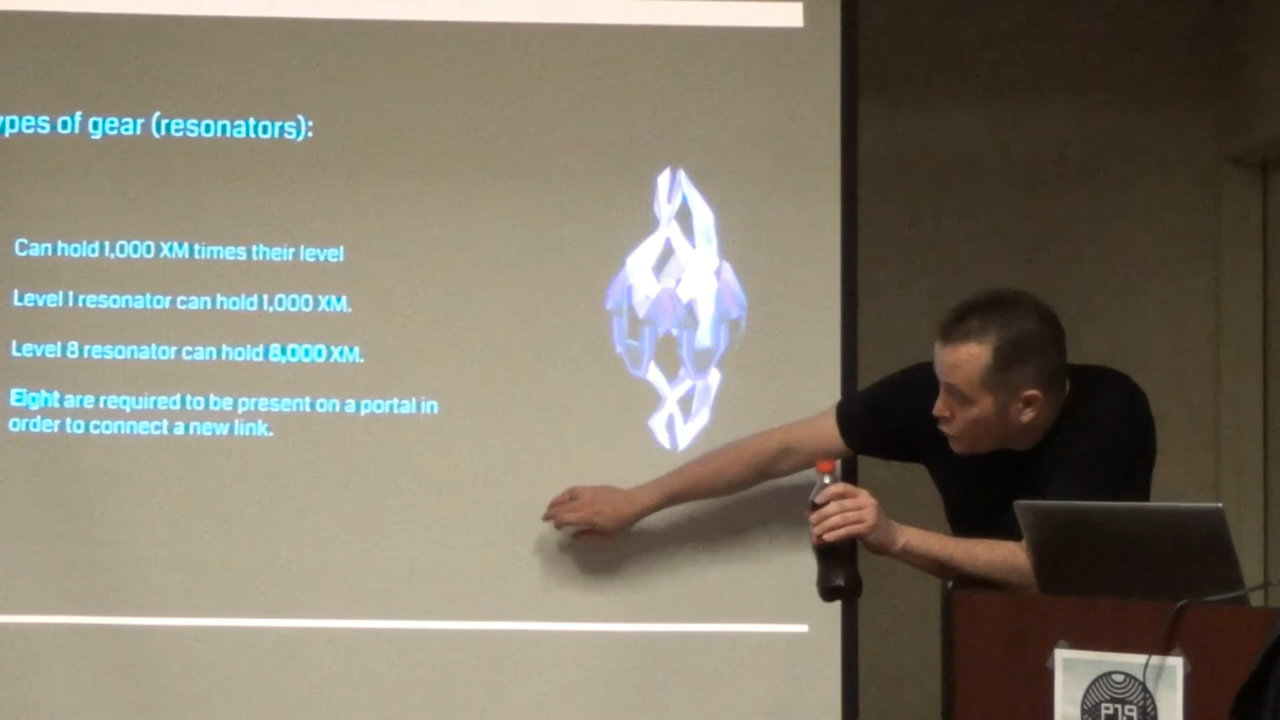 ypes of gear (resonators):
Can hold 1,000 XM times their level
Level 1 resonator can hold 1,000 XM.
Level 8 resonator can hold 8,000 XM.
Eight are required to be present on a portal in
order to connect a new link.
P19